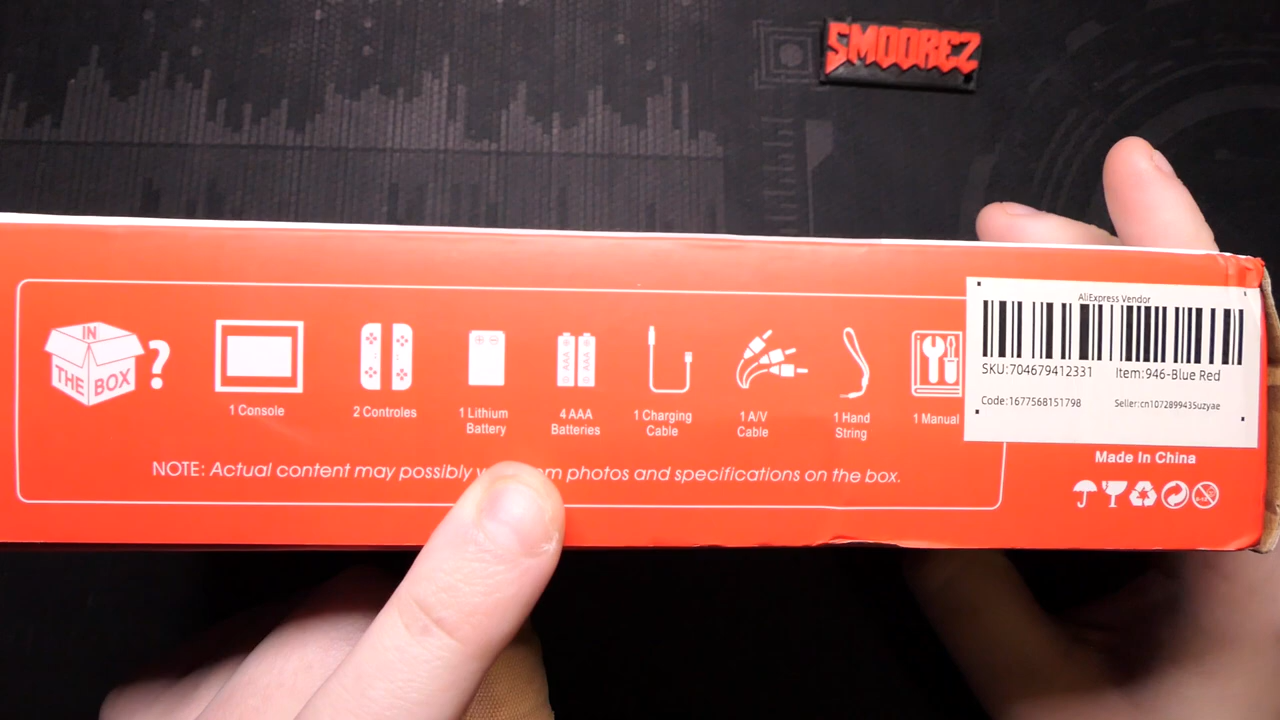 SMOOREZ
IN
THE BOX
?
1 Console
2 Controles
1 Lithium
Battery
4 AAA
Batteries
1 Charging
Cable
1 A/V
Cable
1 Hand
String
1 Manual
NOTE: Actual content may possibly photos and specifications on the box.
AliExpress Vendor
SKU:704679412331 Item:946-Blue Red
Code:1677568151798 Seller:cn1072899435uzyae
Made In China